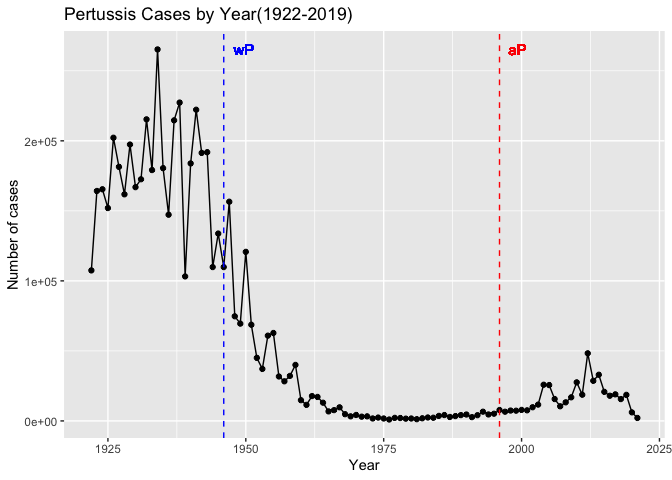 Pertussis Cases by Year(1922-2019)
wP
aP
Number of cases
2e+05
1e+05
0e+00
1925
1950
1975
2000
2025
Year